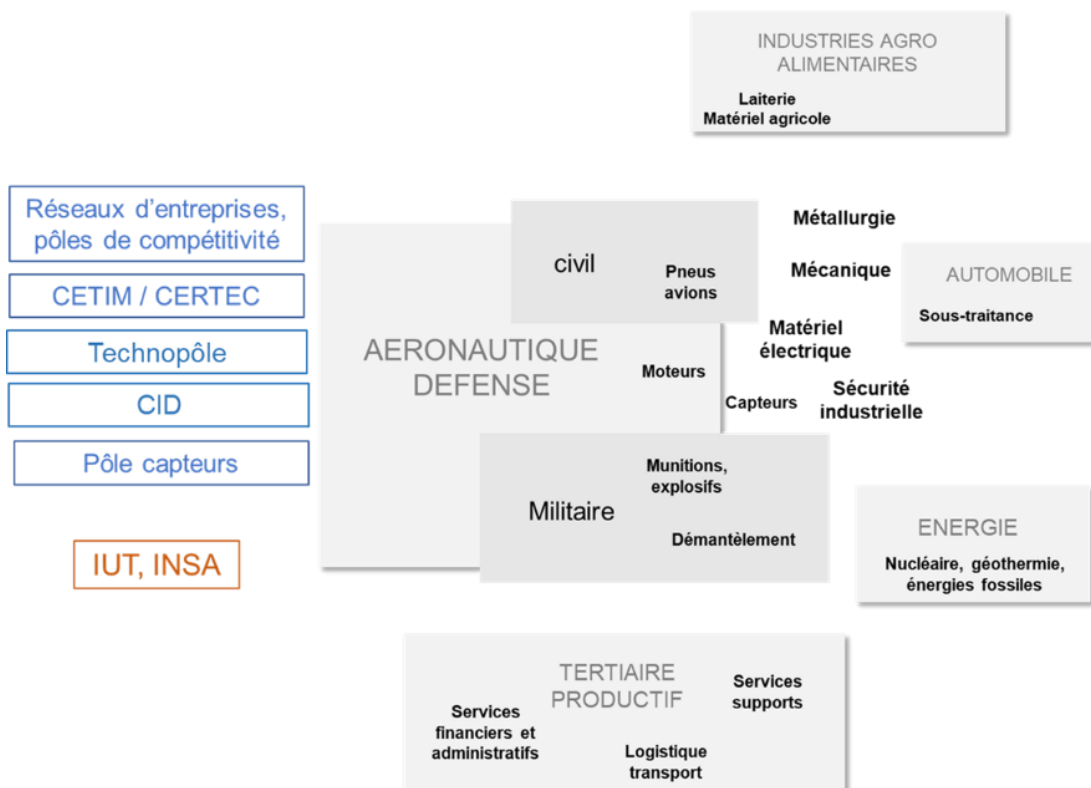 INDUSTRIES AGRO
ALIMENTAIRES
Laiterie
Matériel agricole
Réseaux d'entreprises,
pôles de compétitivité
CETIM / CERTEC
Technopôle
CID
Pôle capteurs
IUT, INSA
AERONAUTIQUE
DEFENSE
civil
Pneus
avions
Moteurs
Capteurs
Militaire
Munitions,
explosifs
Démantèlement
Métallurgie
Mécanique
Matériel
électrique
Sécurité
industrielle
AUTOMOBILE
Sous-traitance
ENERGIE
Nucléaire, géothermie,
énergies fossiles
TERTIAIRE
PRODUCTIF
Services
financiers et
administratifs
Logistique
transport
Services
supports